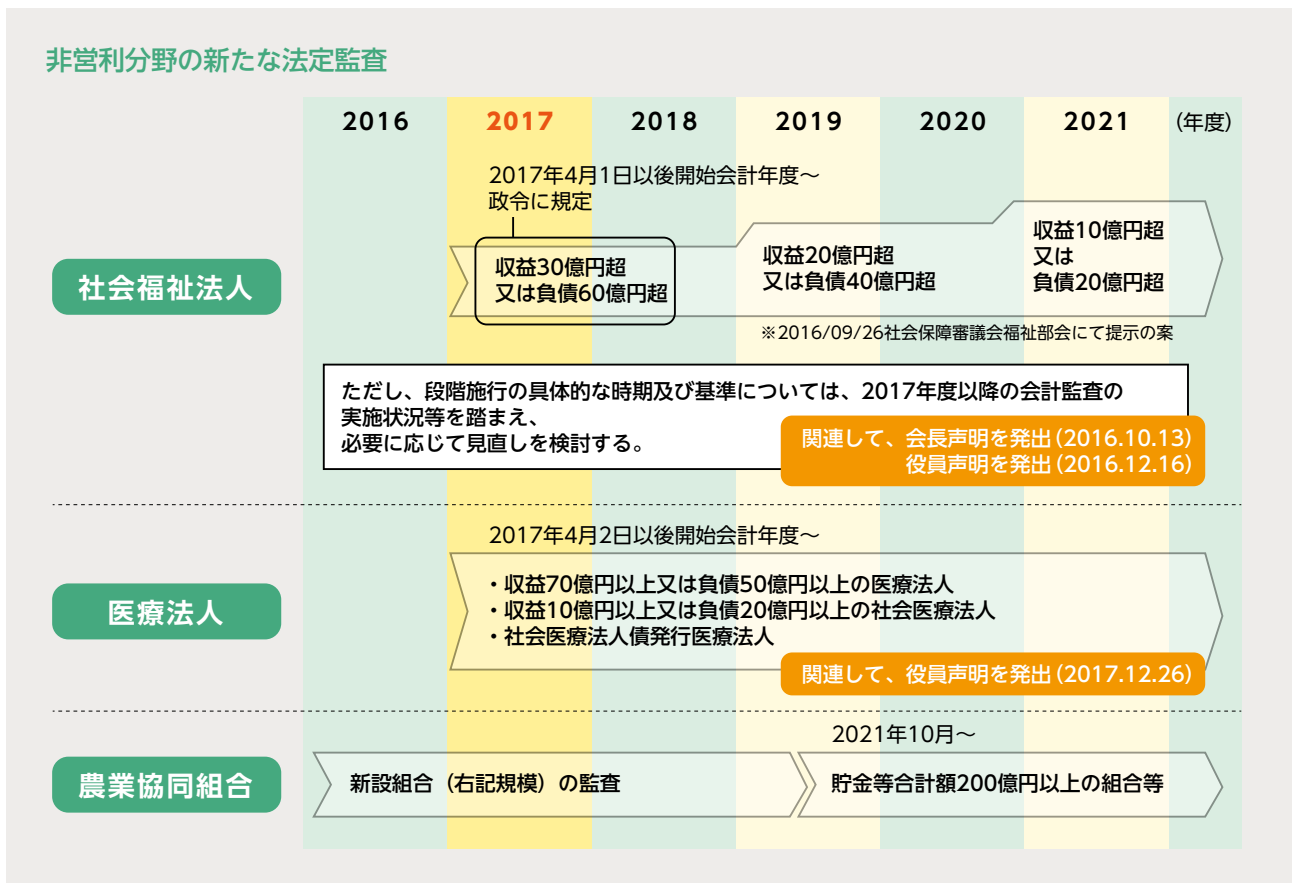 非営利分野の新たな法定監査
2016 2017 2018 2019 2020 2021 (年度)
社会福祉法人
2017年4月1日以後開始会計年度～
政令に規定
収益30億円超
又は負債60億円超
収益20億円超
又は負債40億円超
収益10億円超
又は
負債20億円超
※2016/09/26社会保障審議会福祉部会にて提示の案
ただし、段階施行の具体的な時期及び基準については、2017年度以降の会計監査の
実施状況等を踏まえ、
必要に応じて見直しを検討する。
関連して、会長声明を発出(2016.10.13)
役員声明を発出(2016.12.16)
医療法人
2017年4月2日以後開始会計年度～
・収益70億円以上又は負債50億円以上の医療法人
・収益10億円以上又は負債20億円以上の社会医療法人
・社会医療法人債発行医療法人
関連して、役員声明を発出(2017.12.26)
農業協同組合
新設組合（右記規模）の監査
2021年10月～
貯金等合計額200億円以上の組合等